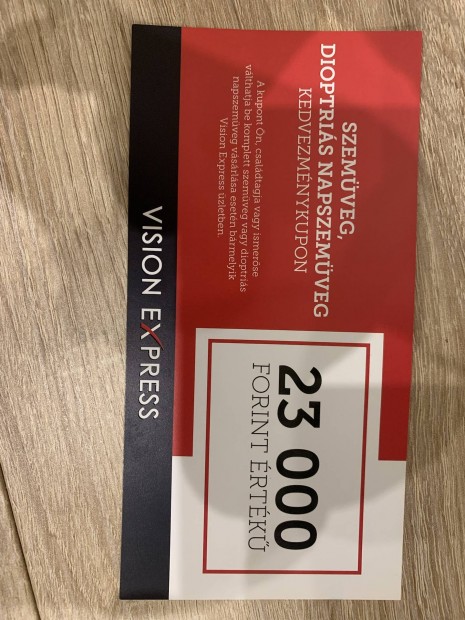 SZEMÜVEG,
DIOPTRIÁS NAPSZEMÜVEG
KEDVEZMÉNYKUPON
A kupont Ön, családtagja vagy ismerőse
válthatja be komplett szemüveg vagy dioptriás
napszemüveg vásárlása esetén bármelyik
Vision Express üzletben.
23 000
FORINT ÉRTÉKŰ
VISION EXPRESS